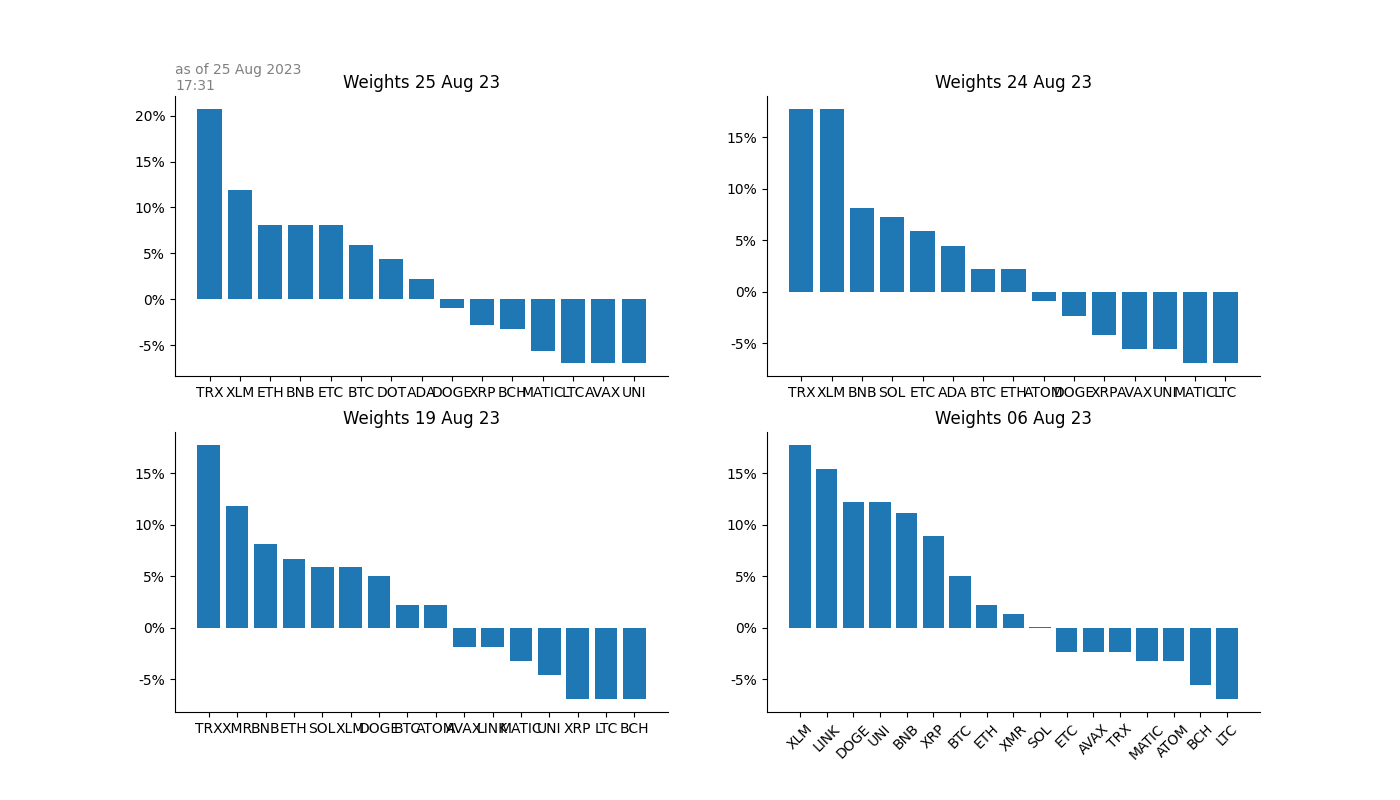 as of 25 Aug 2023
17:31
Weights 25 Aug 23
20%
15%
10%
5%
0%
-5%
TRX XLM ETH BNB ETC BTC DOT ADA DOGE XRP BCH MATIC LTC AVAX UNI
Weights 24 Aug 23
15%
10%
5%
0%
-5%
TRX XLM BNB SOL ETC ADA BTC ETH ATOM DOGE XRP AVAX UNI MATIC LTC
Weights 19 Aug 23
15%
10%
5%
0%
-5%
TRX XMR BNB ETH SOL XLM DOGE BTC ATOM AVAX LINK MATIC UNI XRP LTC BCH
Weights 06 Aug 23
15%
10%
5%
0%
-5%
XLM LINK DOGE UNI BNB XRP BTC ETH XMR SOL ETC AVAX TRX MATIC ATOM BCH LTC